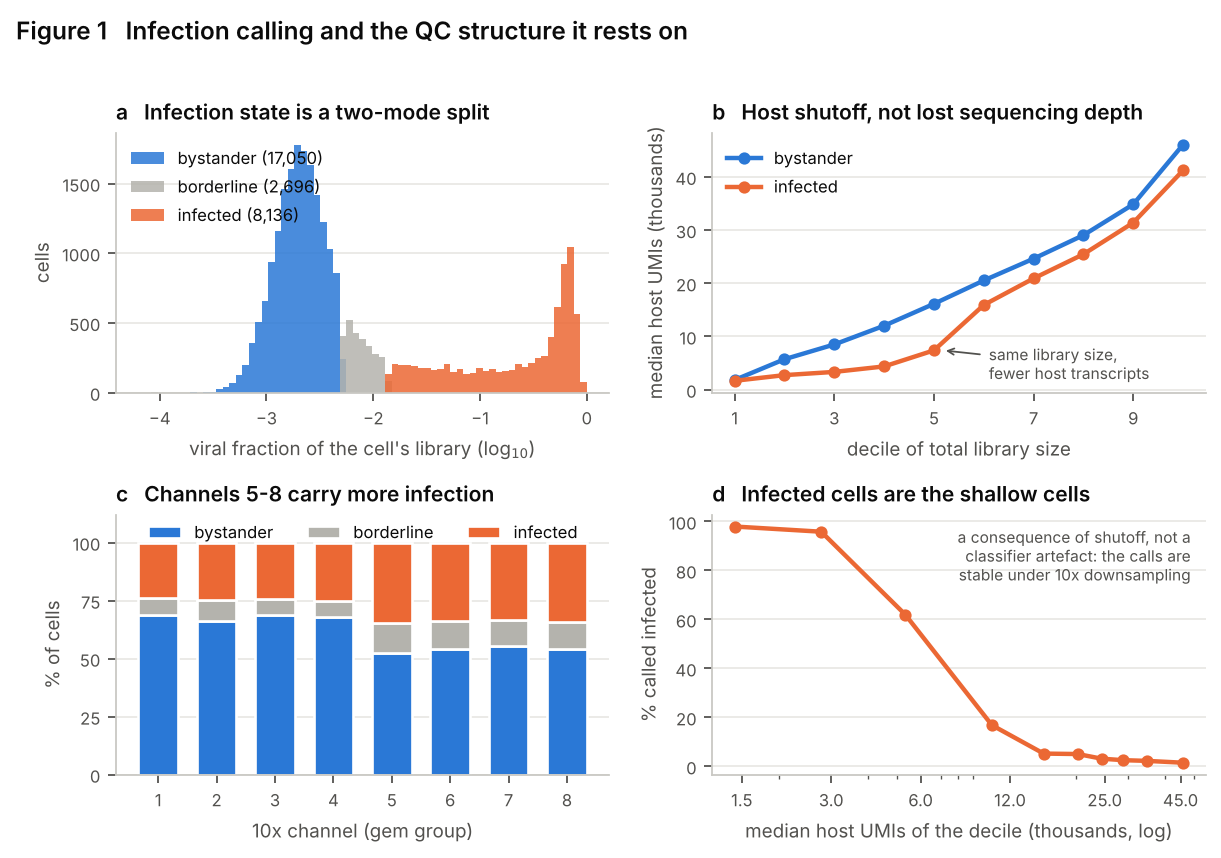 Figure 1 Infection calling and the QC structure it rests on
a Infection state is a two-mode split
bystander (17,050)
borderline (2,696)
infected (8,136)
cells
1500
1000
500
0
−4
−3
−2
−1
0
viral fraction of the cell's library (log10)
b Host shutoff, not lost sequencing depth
bystander
infected
median host UMIs (thousands)
40
30
20
10
0
same library size,
fewer host transcripts
1
3
5
7
9
decile of total library size
c Channels 5-8 carry more infection
bystander
borderline
infected
% of cells
100
75
50
25
0
1
2
3
4
5
6
7
8
10x channel (gem group)
d Infected cells are the shallow cells
a consequence of shutoff, not a
classifier artefact: the calls are
stable under 10x downsampling
% called infected
100
80
60
40
20
0
1.5
3.0
6.0
12.0
25.0
45.0
median host UMIs of the decile (thousands, log)